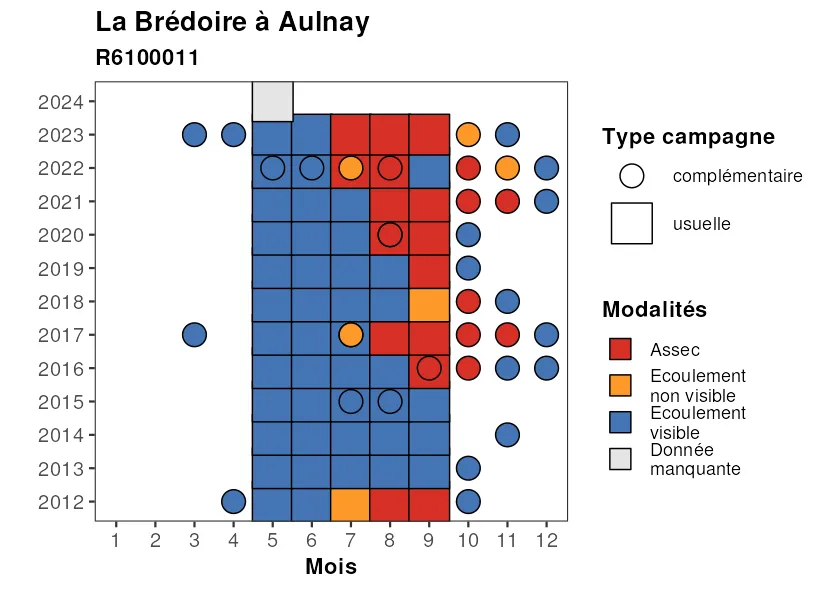 La Brédoire à Aulnay
R6100011
2024
2023
2022
2021
2020
2019
2018
2017
2016
2015
2014
2013
2012
1 2 3 4 5 6 7 8 9 10 11 12
Mois
Type campagne
complémentaire
usuelle
Modalités
Assec
Ecoulement
non visible
Ecoulement
visible
Donnée
manquante